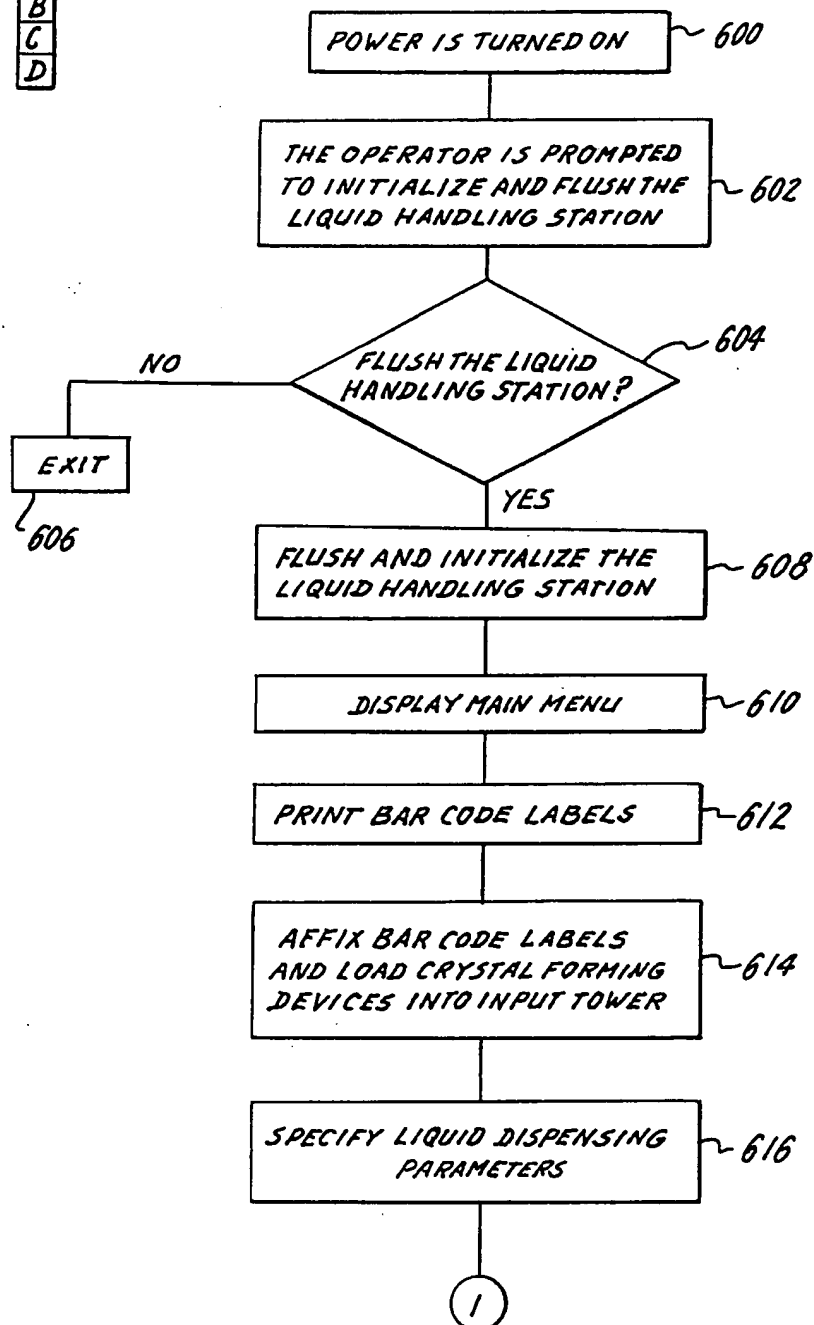 B
C
D
POWER IS TURNED ON
600
THE OPERATOR IS PROMPTED
TO INITIALIZE AND FLUSH THE
LIQUID HANDLING STATION
602
FLUSH THE LIQUID
HANDLING STATION?
604
NO
EXIT
606
YES
FLUSH AND INITIALIZE THE
LIQUID HANDLING STATION
608
DISPLAY MAIN MENU
610
PRINT BAR CODE LABELS
612
AFFIX BAR CODE LABELS
AND LOAD CRYSTAL FORMING
DEVICES INTO INPUT TOWER
614
SPECIFY LIQUID DISPENSING
PARAMETERS
616
1